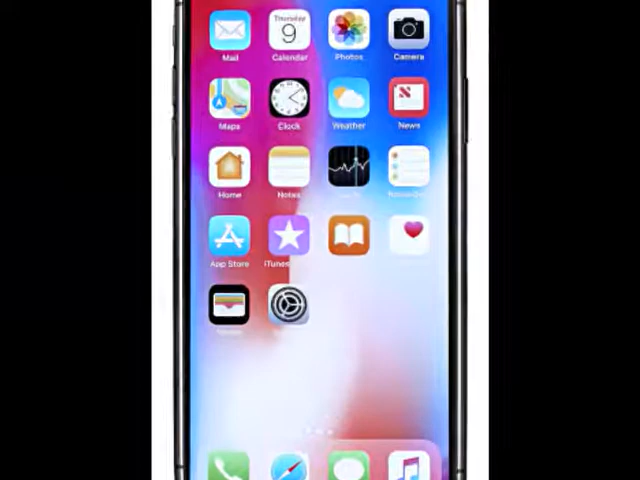 Mail
Thursday
9
Calendar
Photos
Camera
Maps
Clock
Weather
News
Home
Notes
App Store
iTunes